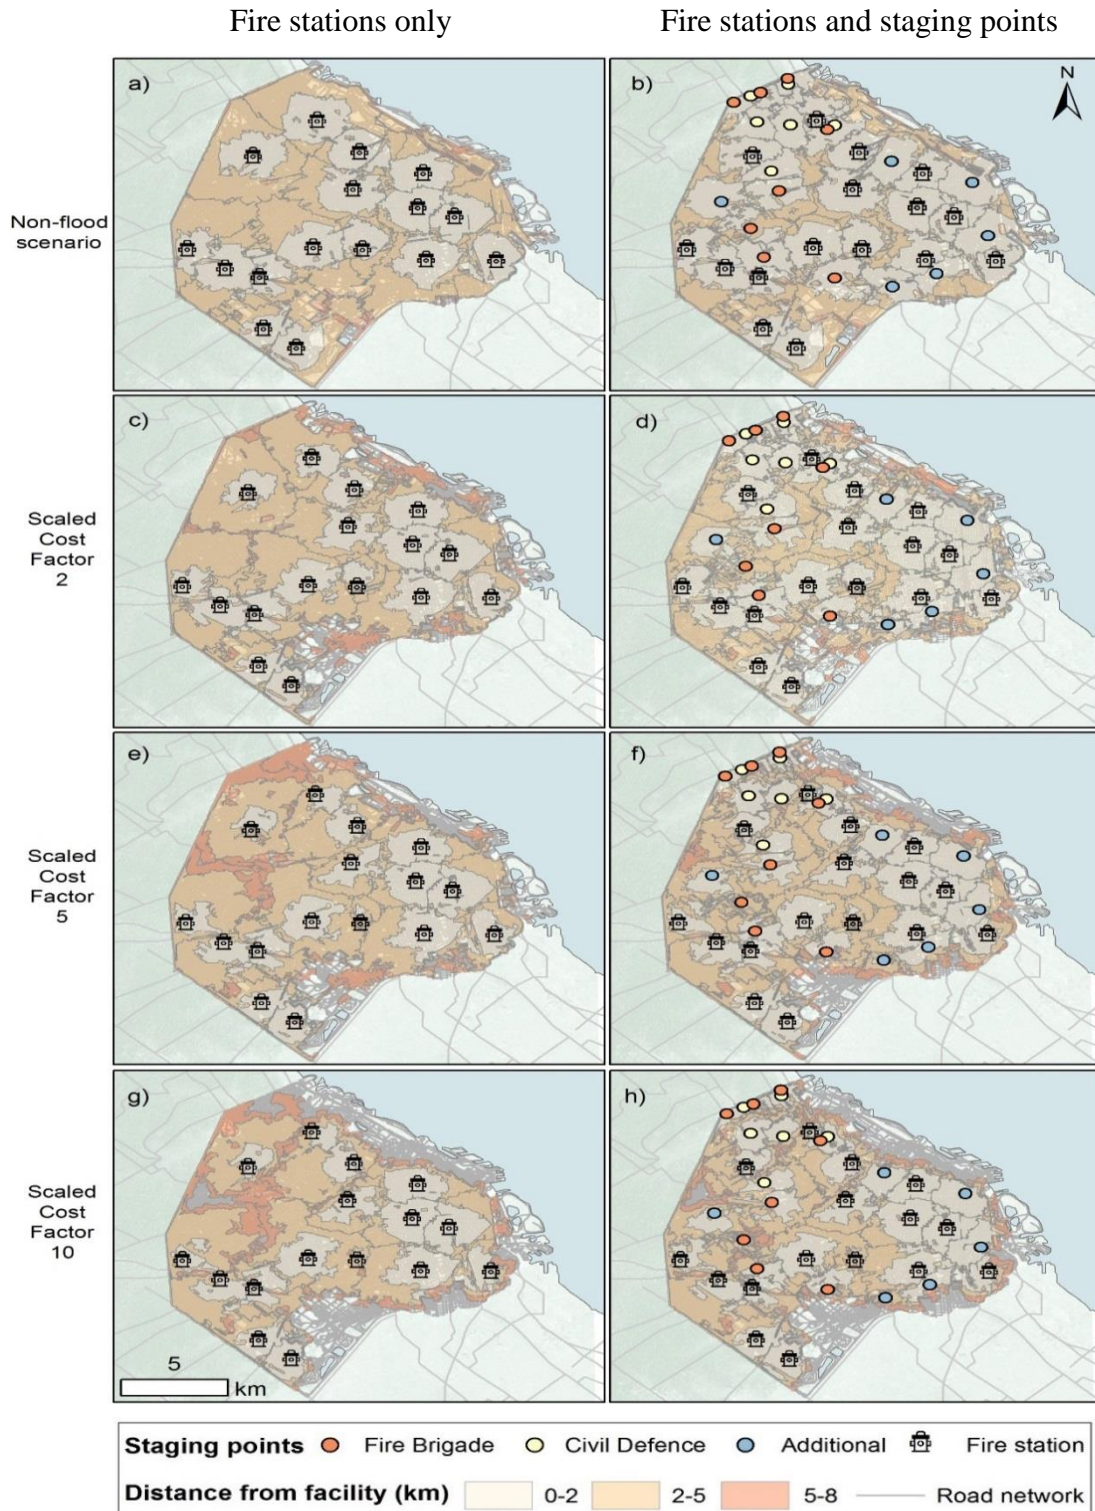 Fire stations only
Fire stations and staging points
a)
b)
N
Non-flood
scenario
c)
d)
Scaled
Cost
Factor
2
e)
f)
Scaled
Cost
Factor
5
g)
h)
Scaled
Cost
Factor
10
5
km
Staging points Fire Brigade Civil Defence Additional Fire station
Distance from facility (km) 0-2 2-5 5-8 Road network